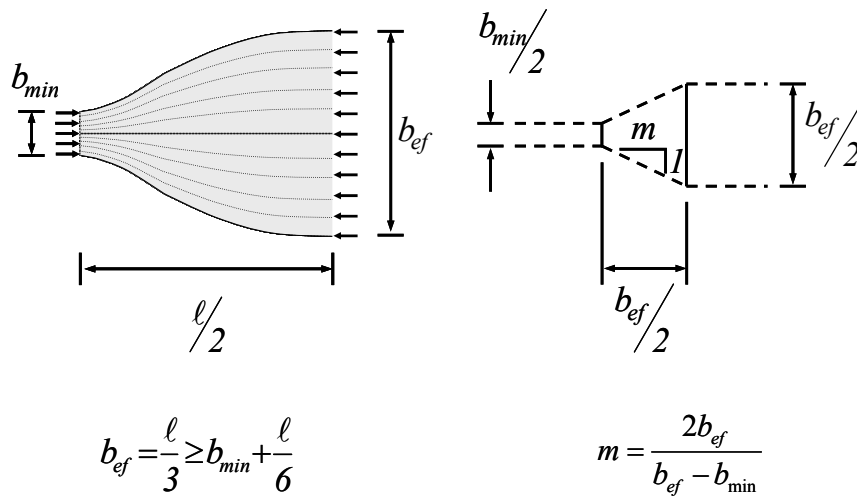 b_min
b_ef
ℓ/2
b_min/2
m
1
b_ef/2
b_ef/2
b_ef = ℓ/3 ≥ b_min + ℓ/6
m = 2b_ef/(b_ef − b_min)